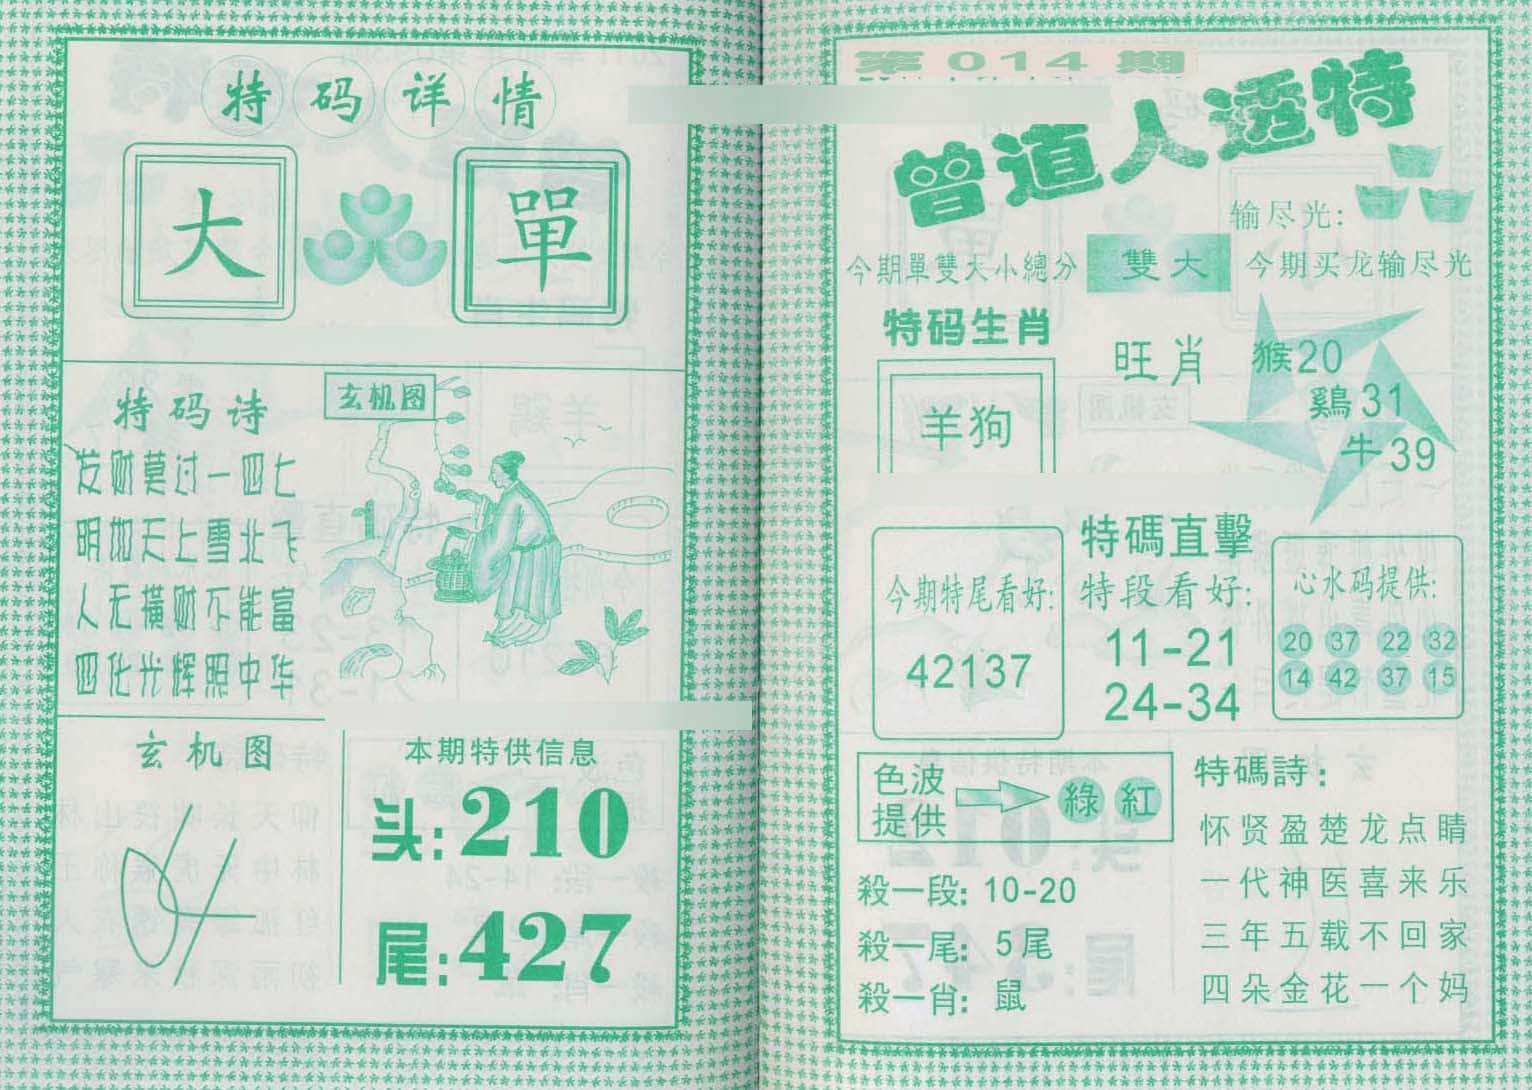 特码详情
大 單
特码诗
发财莫过一四七
明如天上雪北飞
人无橫财不能富
四化光辉照中华
玄机图
玄机图
本期特供信息
头:210
尾:427
第014期
曾道人透特
输尽光:
今期單雙大小總分 雙大 今期买龙输尽光
特码生肖
羊狗
旺肖
猴20
鷄31
牛39
今期特尾看好:
42137
特碼直擊
特段看好:
11-21
24-34
心水码提供:
20 37 22 32
14 42 37 15
色波
提供
綠 紅
殺一段: 10-20
殺一尾: 5尾
殺一肖: 鼠
特碼詩:
怀贤盈楚龙点睛
一代神医喜来乐
三年五载不回家
四朵金花一个妈